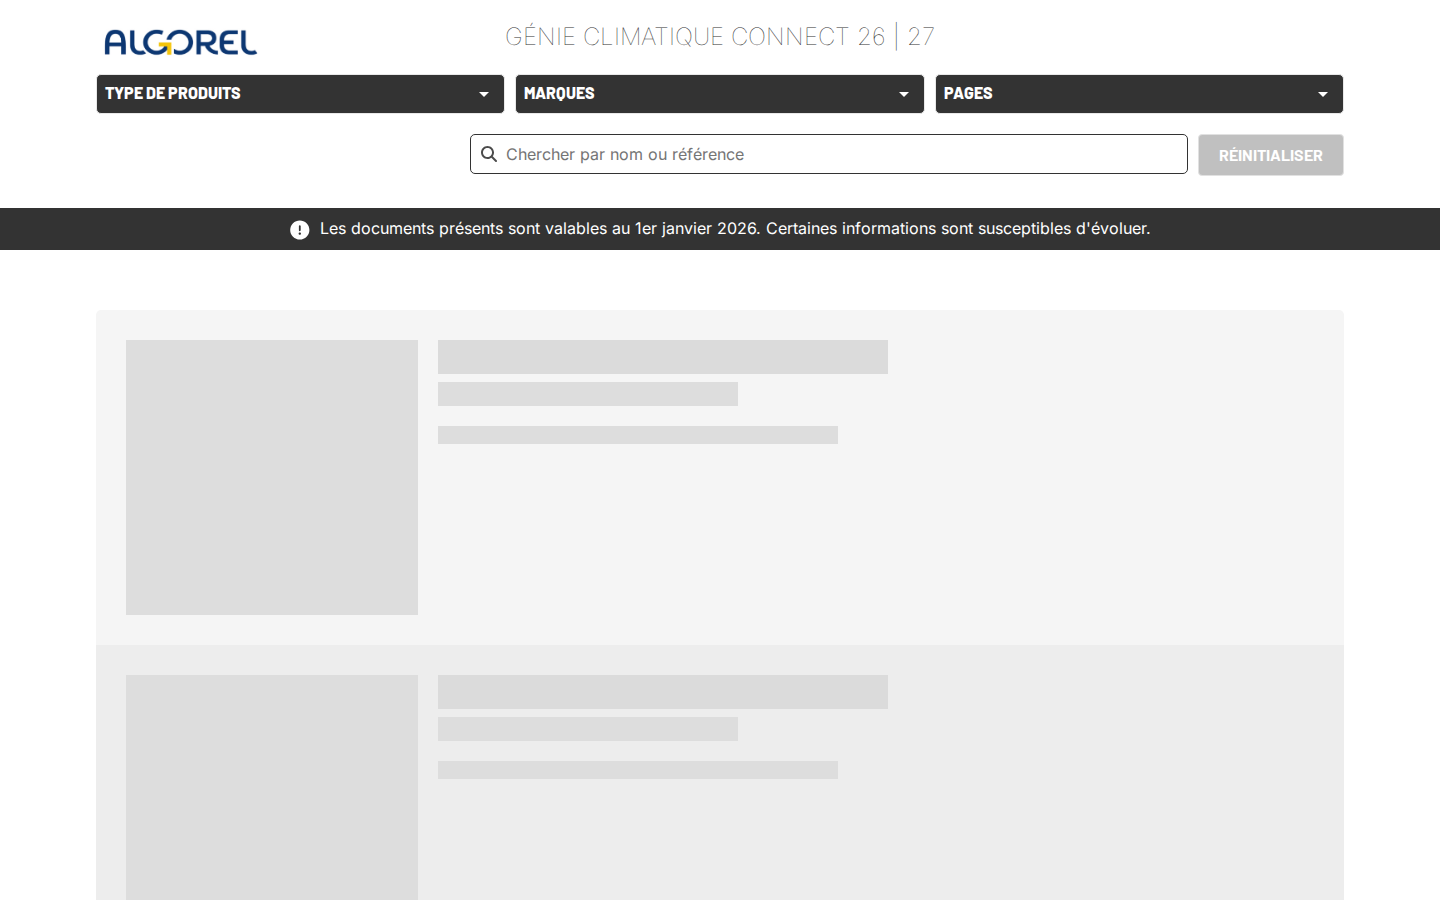 ALGOREL
GÉNIE CLIMATIQUE CONNECT 26 | 27
TYPE DE PRODUITS
MARQUES
PAGES
Chercher par nom ou référence
RÉINITIALISER
Les documents présents sont valables au 1er janvier 2026. Certaines informations sont susceptibles d'évoluer.